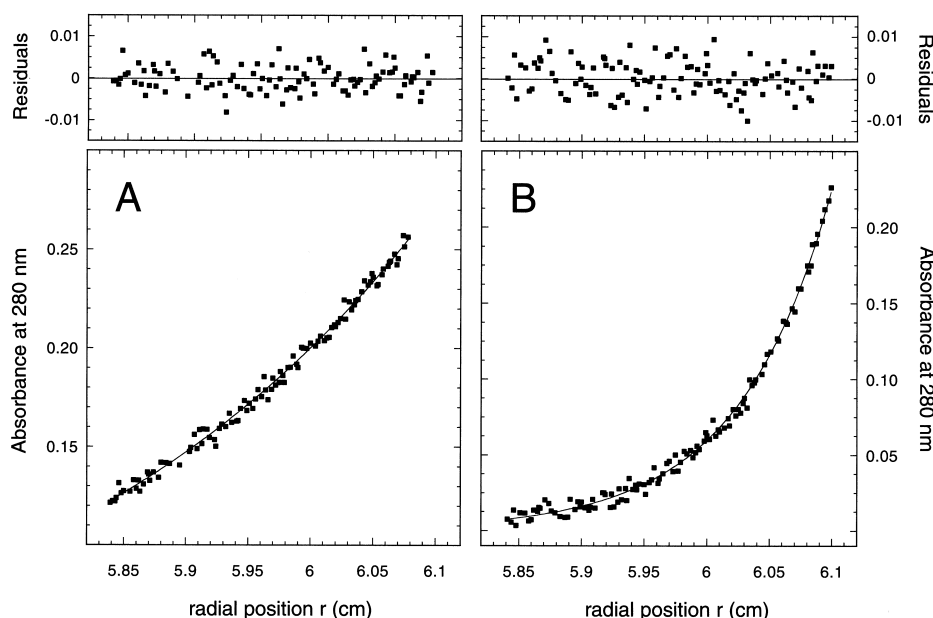 Residuals
0.01
0
-0.01
0.01
0
-0.01
Residuals
A
Absorbance at 280 nm
0.25
0.20
0.15
5.85 5.9 5.95 6 6.05 6.1
radial position r (cm)
B
0.20
0.15
0.10
0.05
Absorbance at 280 nm
5.85 5.9 5.95 6 6.05 6.1
radial position r (cm)